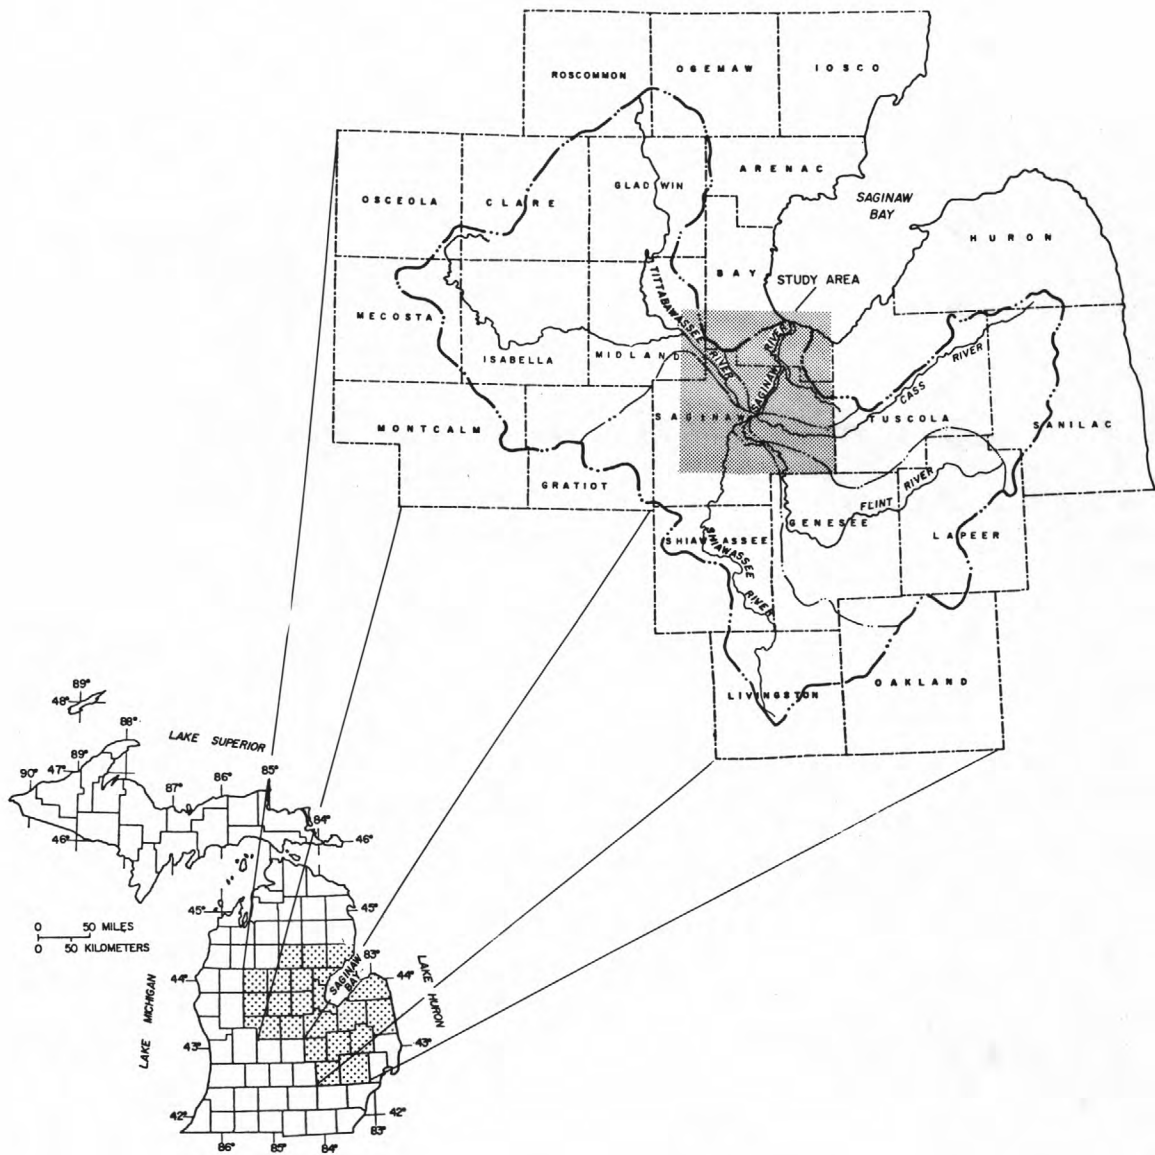 ROSCOMMON
OGEMAW
IOSCO
ARENAC
OSCEOLA
CLARE
GLADWIN
SAGINAW
BAY
HURON
BAY
STUDY AREA
MECOSTA
ISABELLA
MIDLAND
TITTABAWASSEE RIVER
SAGINAW RIVER
CASS RIVER
MONTCALM
SAGINAW
TUSCOLA
SANILAC
GRATIOT
FLINT RIVER
GENESEE
LAPEER
SHIAWASSEE
SHIAWASSEE RIVER
LIVINGSTON
OAKLAND
89°
48°
88°
LAKE SUPERIOR
90°
47°
89°
87°
86°
85°
84°
46°
46°
45°
45°
0 50 MILES
0 50 KILOMETERS
83°
44°
44°
SAGINAW
BAY
LAKE HURON
LAKE MICHIGAN
43°
43°
42°
42°
86°
85°
84°
83°